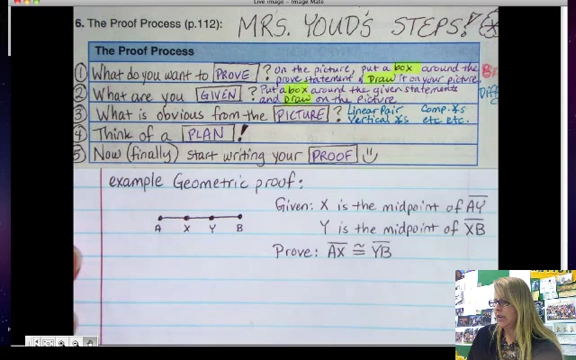 Live image - Image Mate
6. The Proof Process (p.112): MRS. YOUD'S STEPS!
The Proof Process
① What do you want to PROVE? On the picture, put a box around the prove statement & Draw it on your picture
② What are you GIVEN? Put a box around the given statements and draw on the picture
③ What is obvious from the PICTURE? Linear Pair Comp. ∠s
Vertical ∠s etc. etc.
④ Think of a PLAN!
⑤ Now (finally) start writing your PROOF
example Geometric proof:
Given: X is the midpoint of AY
Y is the midpoint of XB
A X Y B
Prove: AX ≅ YB